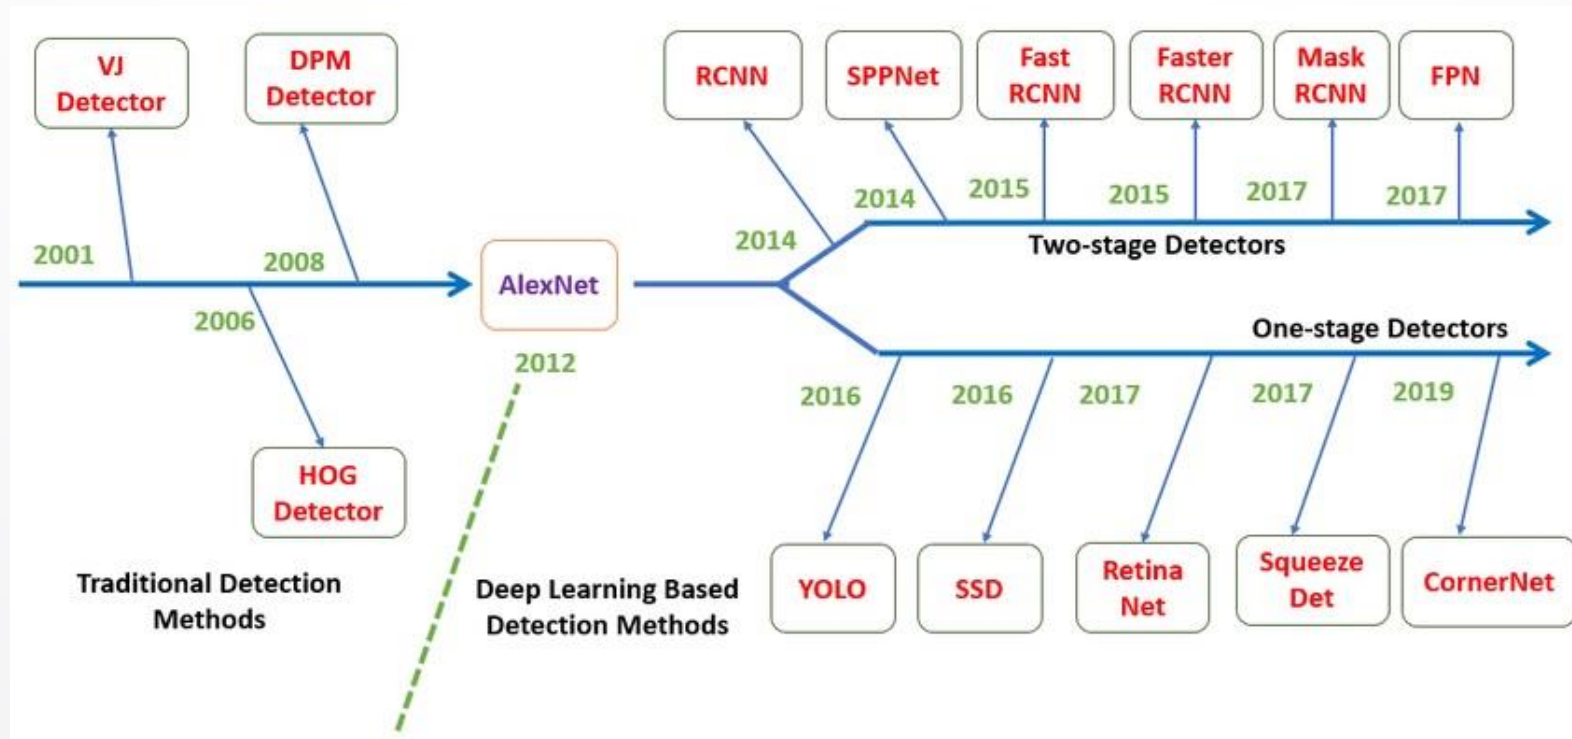 VJ
Detector
DPM
Detector
RCNN
SPPNet
Fast
RCNN
Faster
RCNN
Mask
RCNN
FPN
2014
2015
2015
2017
2017
2014
Two-stage Detectors
2001
2008
AlexNet
2006
One-stage Detectors
2012
2016
2016
2017
2017
2019
HOG
Detector
Traditional Detection
Methods
Deep Learning Based
Detection Methods
YOLO
SSD
Retina
Net
Squeeze
Det
CornerNet